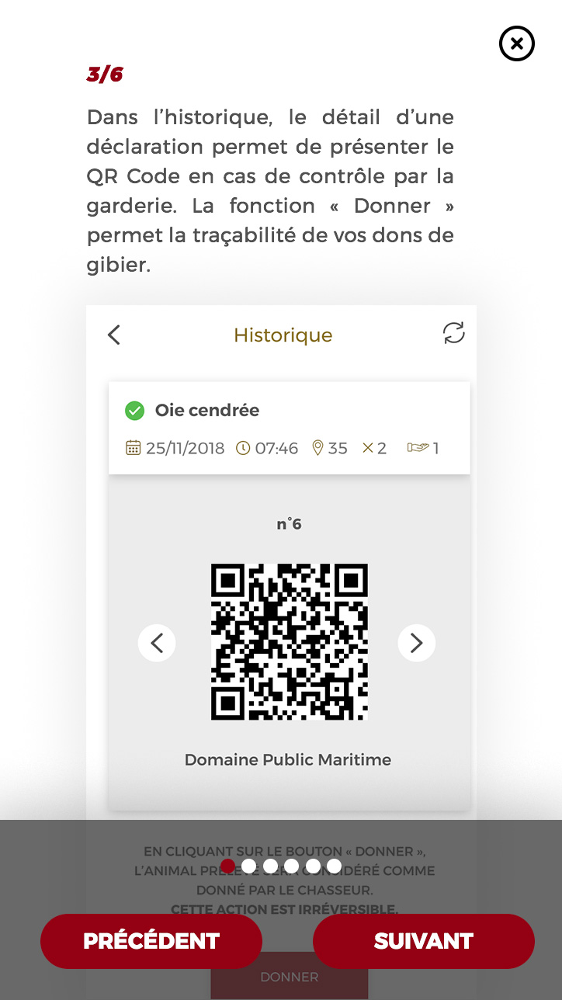 3/6
Dans l’historique, le détail d’une
déclaration permet de présenter le
QR Code en cas de contrôle par la
garderie. La fonction « Donner »
permet la traçabilité de vos dons de
gibier.
Historique
Oie cendrée
25/11/2018 07:46 35 2 1
n°6
Domaine Public Maritime
EN CLIQUANT SUR LE BOUTON « DONNER »,
L’ANIMAL PRÉLEVÉ SERA CONSIDÉRÉ COMME
DONNÉ PAR LE CHASSEUR.
CETTE ACTION EST IRRÉVERSIBLE.
PRÉCÉDENT SUIVANT
DONNER